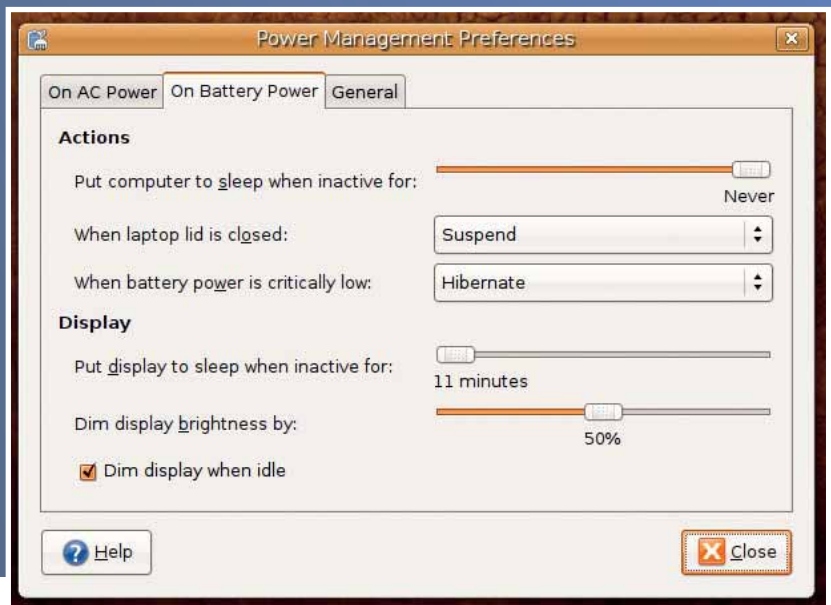 Power Management Preferences
On AC Power On Battery Power General
Actions
Put computer to sleep when inactive for:
Never
When laptop lid is closed: Suspend
When battery power is critically low: Hibernate
Display
Put display to sleep when inactive for:
11 minutes
Dim display brightness by:
50%
Dim display when idle
Help Close